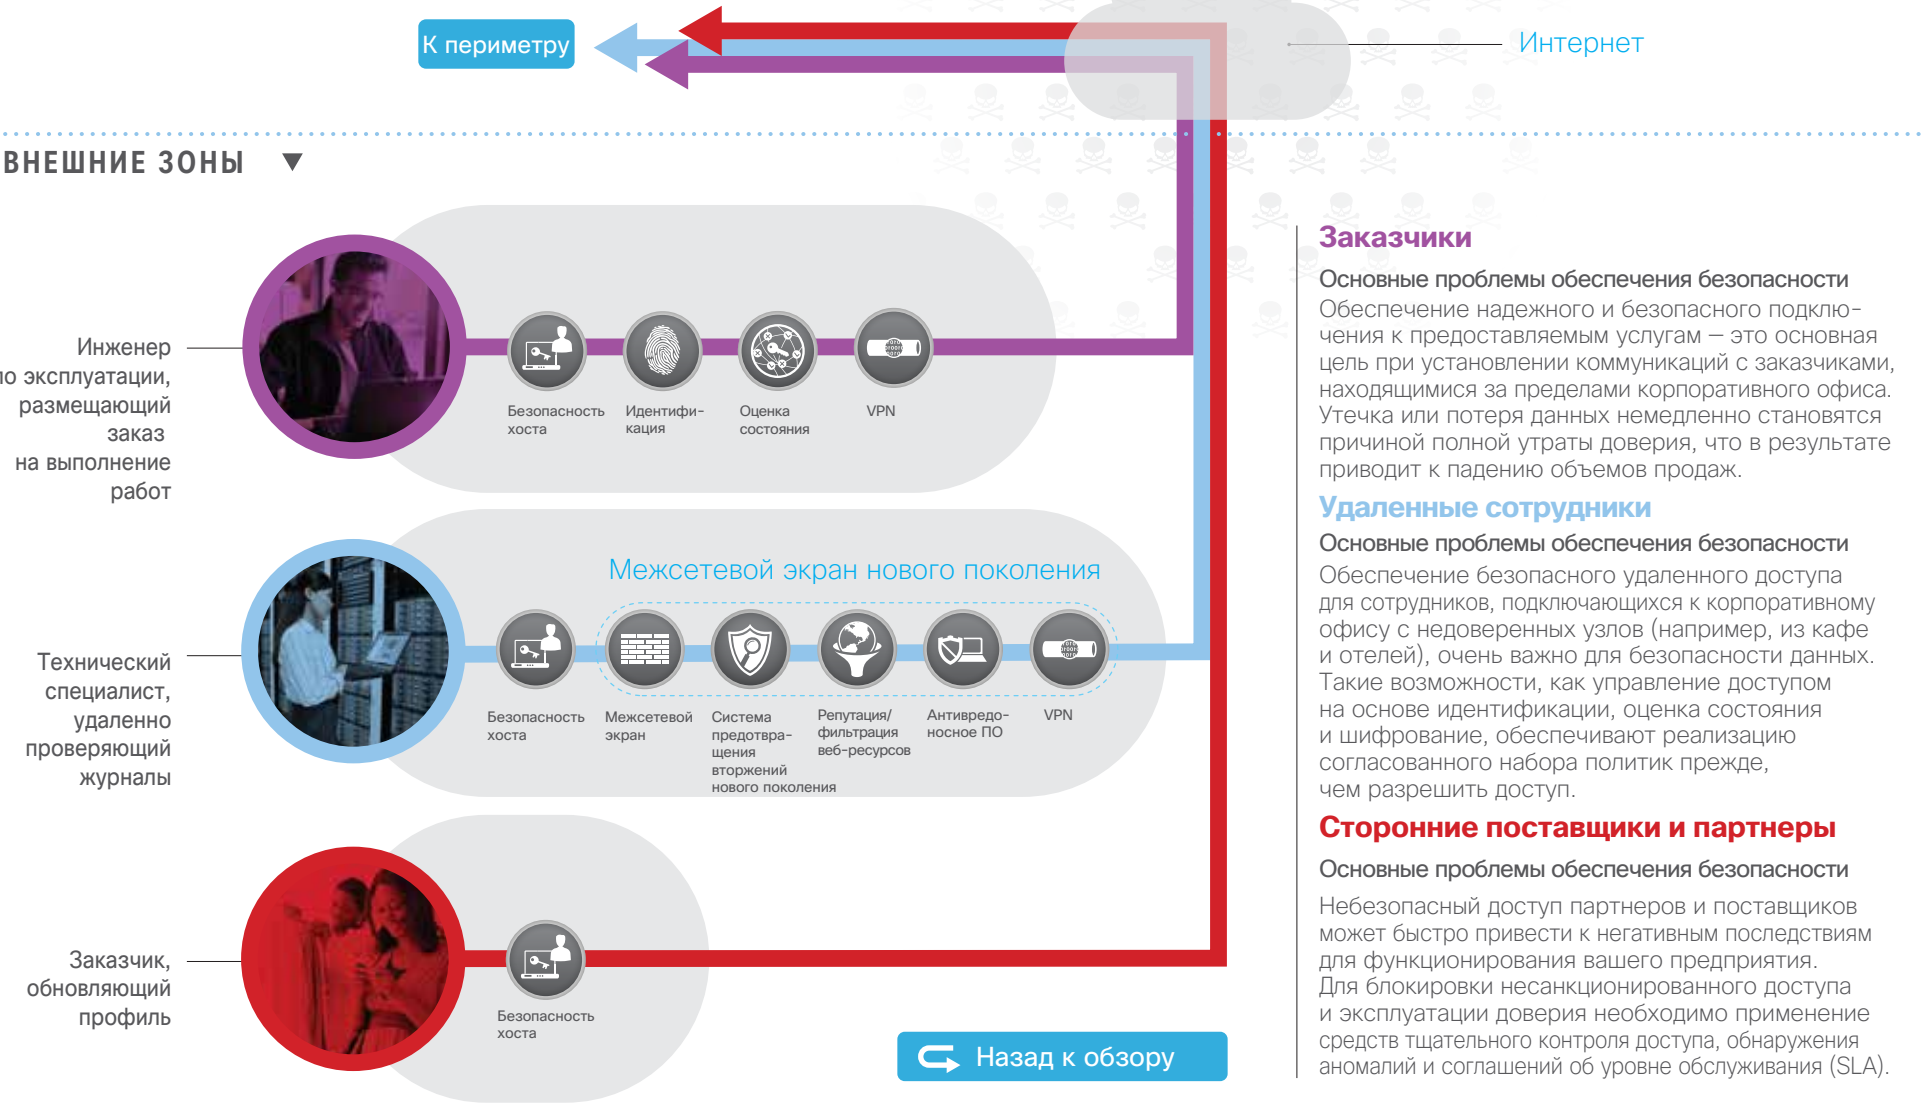 К периметру
Интернет
ВНЕШНИЕ ЗОНЫ
Инженер
по эксплуатации,
размещающий
заказ
на выполнение
работ
Безопасность
хоста
Идентифи-
кация
Оценка
состояния
VPN
Технический
специалист,
удаленно
проверяющий
журналы
Межсетевой экран нового поколения
Безопасность
хоста
Межсетевой
экран
Система
предотвра-
щения
вторжений
нового поколения
Репутация/
фильтрация
веб-ресурсов
Антивредо-
носное ПО
VPN
Заказчик,
обновляющий
профиль
Безопасность
хоста
Назад к обзору
Заказчики
Основные проблемы обеспечения безопасности
Обеспечение надежного и безопасного подклю-
чения к предоставляемым услугам — это основная
цель при установлении коммуникаций с заказчиками,
находящимися за пределами корпоративного офиса.
Утечка или потеря данных немедленно становятся
причиной полной утраты доверия, что в результате
приводит к падению объемов продаж.
Удаленные сотрудники
Основные проблемы обеспечения безопасности
Обеспечение безопасного удаленного доступа
для сотрудников, подключающихся к корпоративному
офису с недоверенных узлов (например, из кафе
и отелей), очень важно для безопасности данных.
Такие возможности, как управление доступом
на основе идентификации, оценка состояния
и шифрование, обеспечивают реализацию
согласованного набора политик прежде,
чем разрешить доступ.
Сторонние поставщики и партнеры
Основные проблемы обеспечения безопасности
Небезопасный доступ партнеров и поставщиков
может быстро привести к негативным последствиям
для функционирования вашего предприятия.
Для блокировки несанкционированного доступа
и эксплуатации доверия необходимо применение
средств тщательного контроля доступа, обнаружения
аномалий и соглашений об уровне обслуживания (SLA).